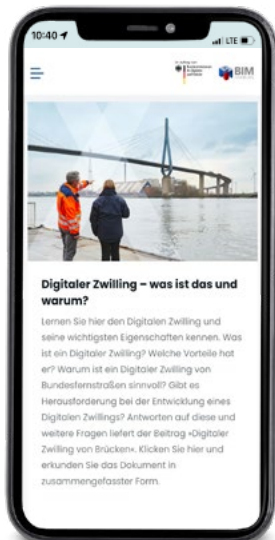 10:40
LTE
BIM
Digitaler Zwilling – was ist das und
warum?
Lernen Sie hier den Digitalen Zwilling und
seine wichtigsten Eigenschaften kennen. Was
ist ein Digitaler Zwilling? Welche Vorteile hat
er? Warum ist ein Digitaler Zwilling von
Bundesfernstraßen sinnvoll? Gibt es
Herausforderung bei der Entwicklung eines
Digitalen Zwillings? Antworten auf diese und
weitere Fragen liefert der Beitrag »Digitaler
Zwilling von Brücken«. Klicken Sie hier und
erkunden Sie das Dokument in
zusammengefasster Form.